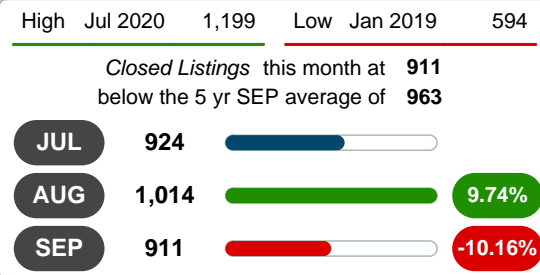 High Jul 2020 1,199 Low Jan 2019 594
Closed Listings this month at 911
below the 5 yr SEP average of 963
JUL 924
AUG 1,014 9.74%
SEP 911 -10.16%